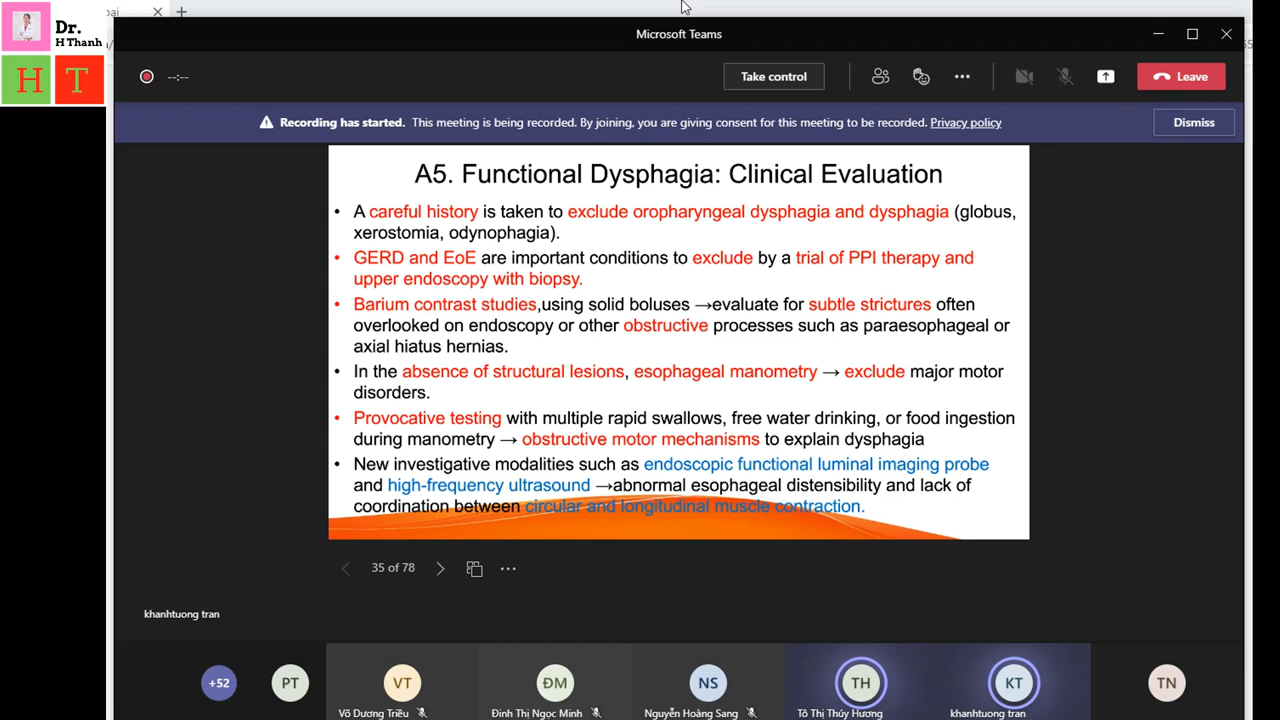 Dr.
H Thanh
H T
Microsoft Teams
--:--
Take control
Leave
Recording has started. This meeting is being recorded. By joining, you are giving consent for this meeting to be recorded. Privacy policy
Dismiss
A5. Functional Dysphagia: Clinical Evaluation
• A careful history is taken to exclude oropharyngeal dysphagia and dysphagia (globus,
xerostomia, odynophagia).
• GERD and EoE are important conditions to exclude by a trial of PPI therapy and
upper endoscopy with biopsy.
• Barium contrast studies,using solid boluses →evaluate for subtle strictures often
overlooked on endoscopy or other obstructive processes such as paraesophageal or
axial hiatus hernias.
• In the absence of structural lesions, esophageal manometry → exclude major motor
disorders.
• Provocative testing with multiple rapid swallows, free water drinking, or food ingestion
during manometry → obstructive motor mechanisms to explain dysphagia
• New investigative modalities such as endoscopic functional luminal imaging probe
and high-frequency ultrasound →abnormal esophageal distensibility and lack of
coordination between circular and longitudinal muscle contraction.
35 of 78
khanhtuong tran
+52 PT VT ĐM NS TH KT TN
Võ Dương Triều Đinh Thị Ngọc Minh Nguyễn Hoàng Sang Tô Thị Thúy Hương khanhtuong tran